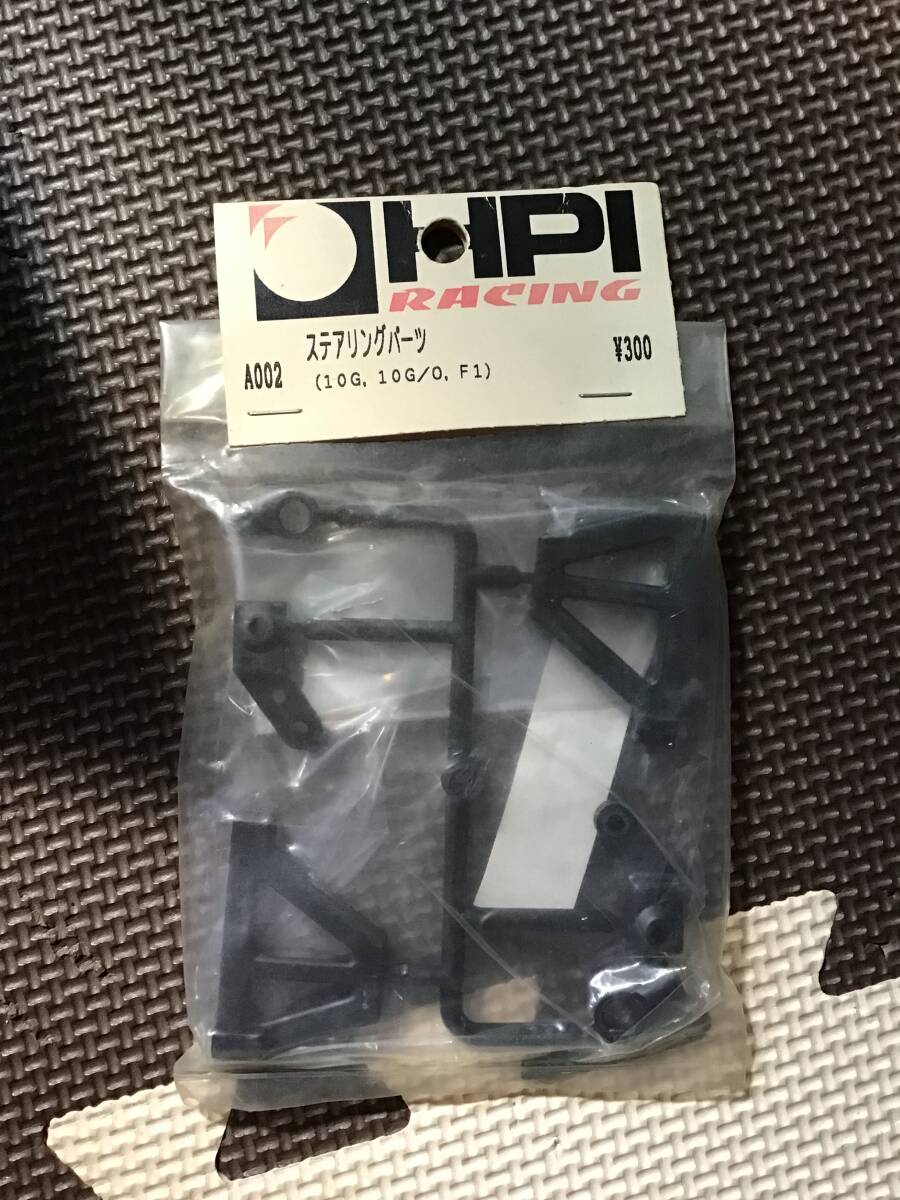 HPI
RACING
ステアリングパーツ
A002 (10G, 10G/O, F1) ¥300